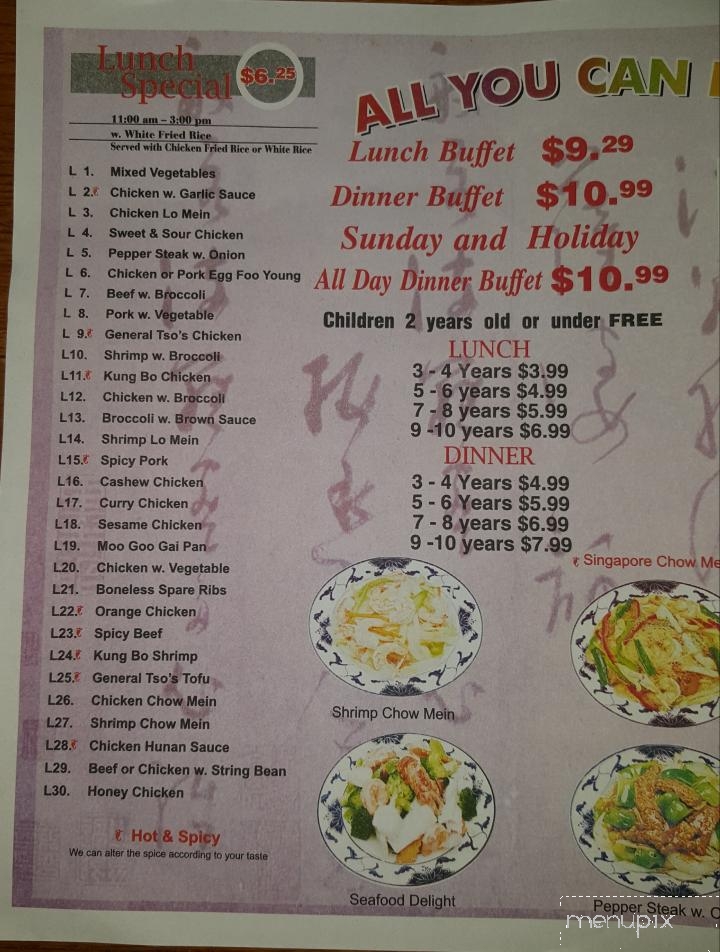 Lunch
Special $6.25
11:00 am – 3:00 pm
w. White Fried Rice
Served with Chicken Fried Rice or White Rice
L 1. Mixed Vegetables
L 2. Chicken w. Garlic Sauce
L 3. Chicken Lo Mein
L 4. Sweet & Sour Chicken
L 5. Pepper Steak w. Onion
L 6. Chicken or Pork Egg Foo Young
L 7. Beef w. Broccoli
L 8. Pork w. Vegetable
L 9. General Tso's Chicken
L10. Shrimp w. Broccoli
L11. Kung Bo Chicken
L12. Chicken w. Broccoli
L13. Broccoli w. Brown Sauce
L14. Shrimp Lo Mein
L15. Spicy Pork
L16. Cashew Chicken
L17. Curry Chicken
L18. Sesame Chicken
L19. Moo Goo Gai Pan
L20. Chicken w. Vegetable
L21. Boneless Spare Ribs
L22. Orange Chicken
L23. Spicy Beef
L24. Kung Bo Shrimp
L25. General Tso's Tofu
L26. Chicken Chow Mein
L27. Shrimp Chow Mein
L28. Chicken Hunan Sauce
L29. Beef or Chicken w. String Bean
L30. Honey Chicken
Hot & Spicy
We can alter the spice according to your taste
ALL YOU CAN
Lunch Buffet $9.29
Dinner Buffet $10.99
Sunday and Holiday
All Day Dinner Buffet $10.99
Children 2 years old or under FREE
LUNCH
3 - 4 Years $3.99
5 - 6 years $4.99
7 - 8 years $5.99
9 -10 years $6.99
DINNER
3 - 4 Years $4.99
5 - 6 Years $5.99
7 - 8 years $6.99
9 -10 years $7.99
Singapore Chow Me
Shrimp Chow Mein
Seafood Delight
Pepper Steak w. O
menupix